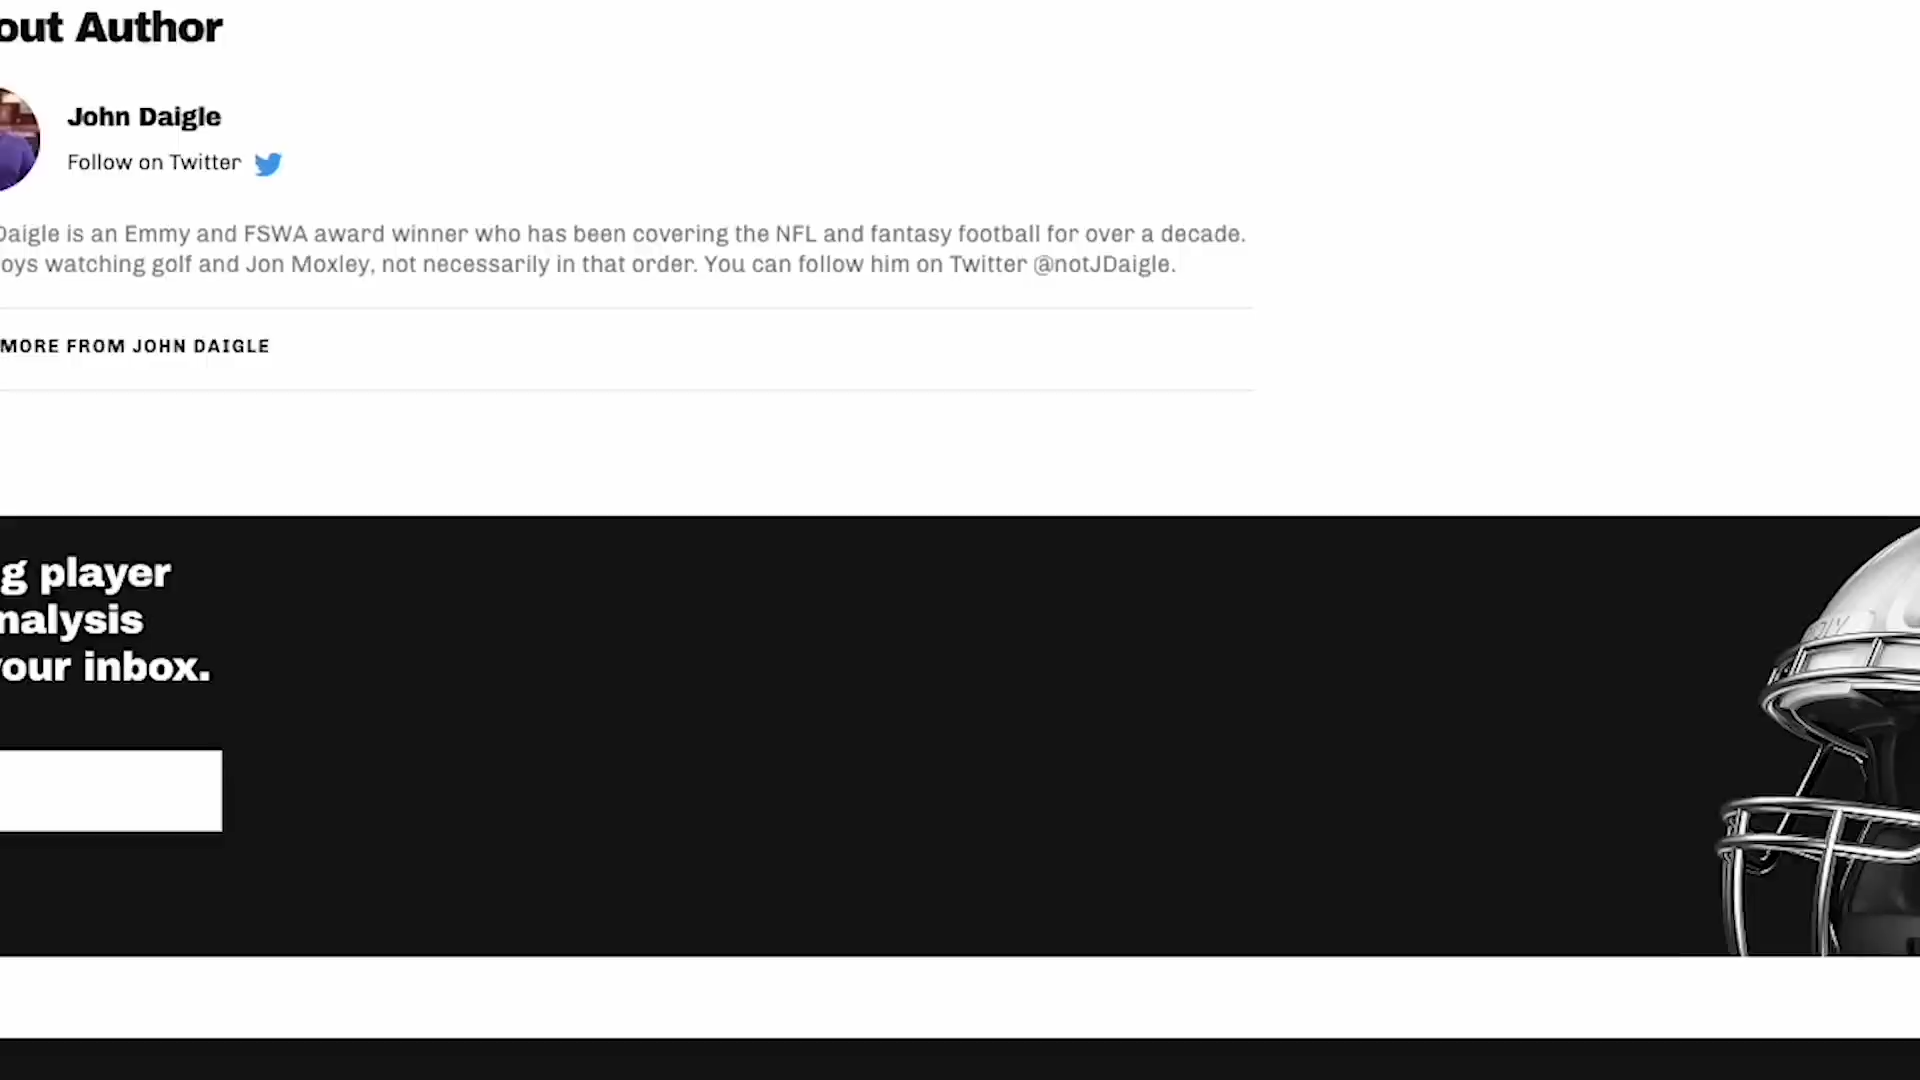 out Author
John Daigle
Follow on Twitter
Daigle is an Emmy and FSWA award winner who has been covering the NFL and fantasy football for over a decade.
oys watching golf and Jon Moxley, not necessarily in that order. You can follow him on Twitter @notJDaigle.
MORE FROM JOHN DAIGLE
g player
nalysis
your inbox.